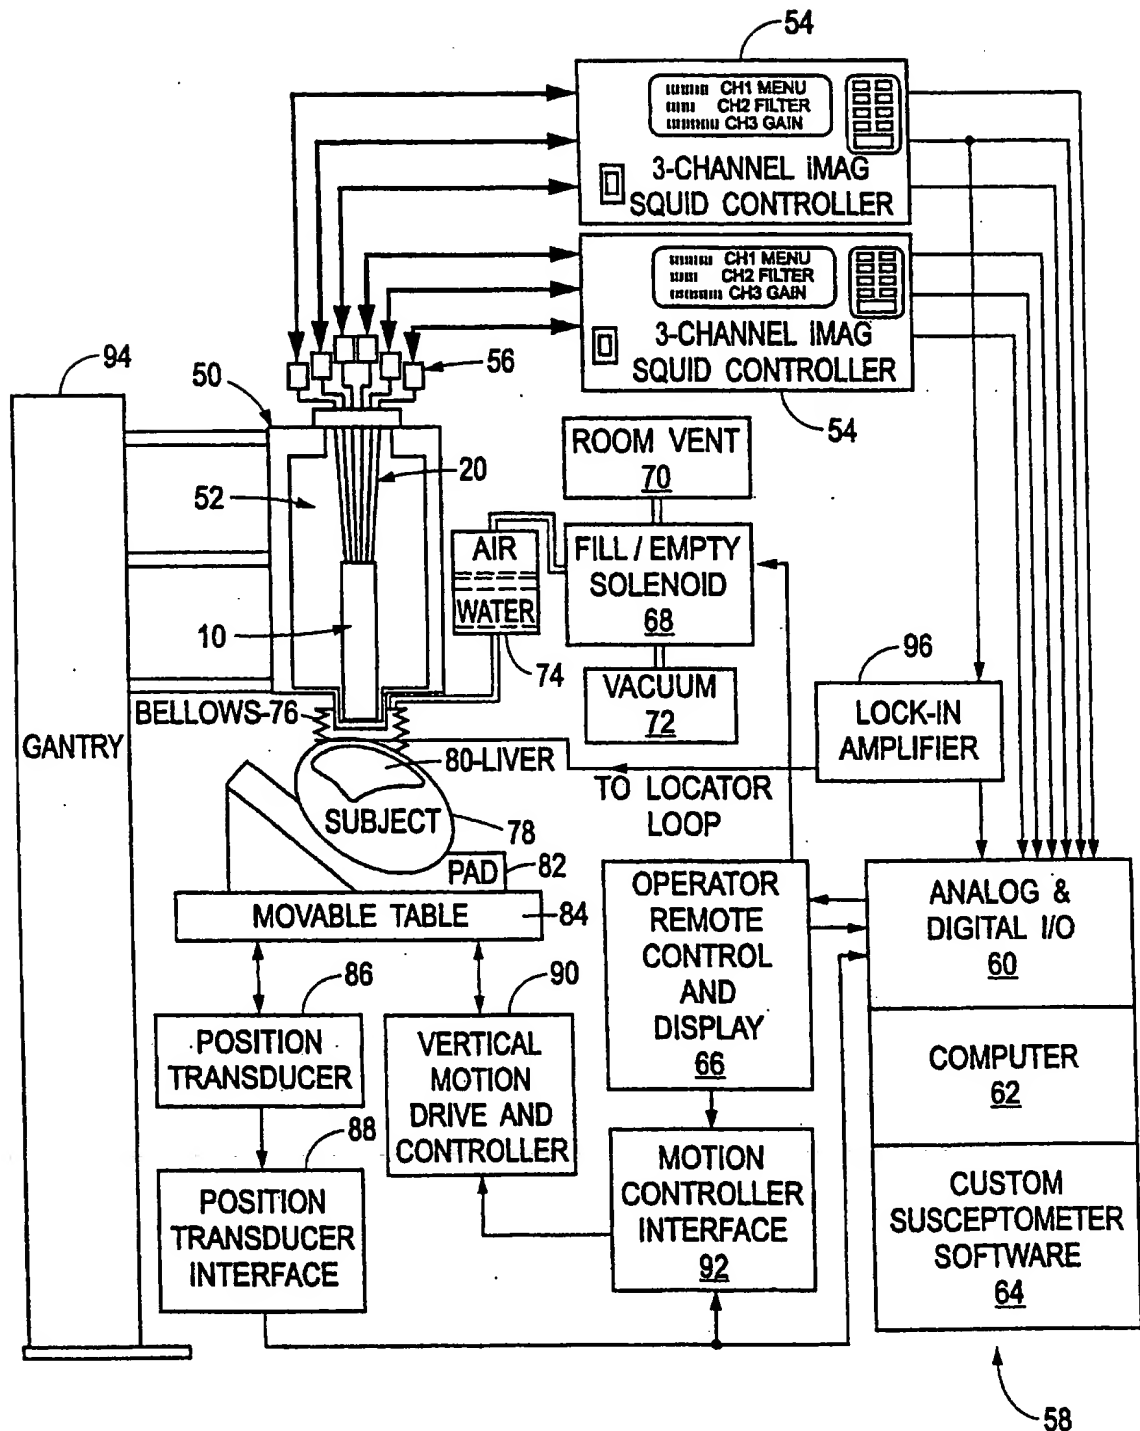 54
CH1 MENU
CH2 FILTER
CH3 GAIN
3-CHANNEL iMAG
SQUID CONTROLLER
CH1 MENU
CH2 FILTER
CH3 GAIN
3-CHANNEL IMAG
SQUID CONTROLLER
54
94
50
56
52
20
10
GANTRY
ROOM VENT
70
AIR
WATER
74
FILL / EMPTY
SOLENOID
68
VACUUM
72
96
LOCK-IN
AMPLIFIER
BELLOWS-76
80-LIVER
SUBJECT
78
TO LOCATOR
LOOP
PAD
82
MOVABLE TABLE
84
86
POSITION
TRANSDUCER
88
POSITION
TRANSDUCER
INTERFACE
90
VERTICAL
MOTION
DRIVE AND
CONTROLLER
OPERATOR
REMOTE
CONTROL
AND
DISPLAY
66
MOTION
CONTROLLER
INTERFACE
92
ANALOG &
DIGITAL I/O
60
COMPUTER
62
CUSTOM
SUSCEPTOMETER
SOFTWARE
64
58